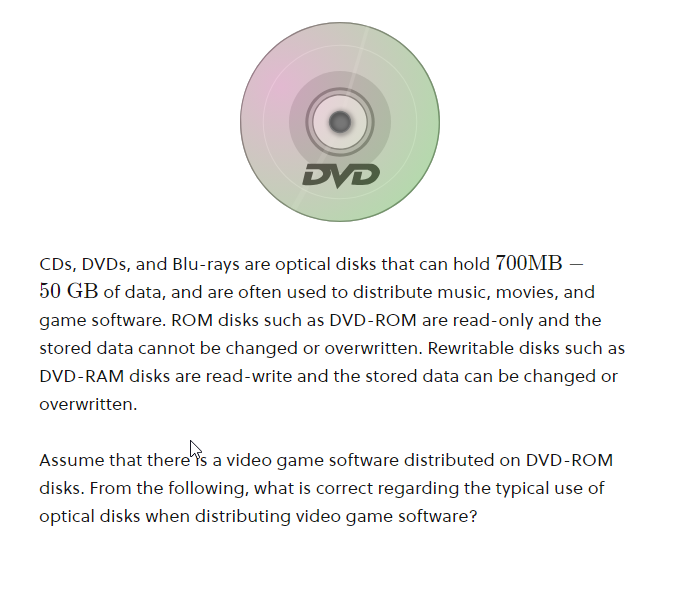 DVD
CDs, DVDs, and Blu-rays are optical disks that can hold 700MB –
50 GB of data, and are often used to distribute music, movies, and
game software. ROM disks such as DVD-ROM are read-only and the
stored data cannot be changed or overwritten. Rewritable disks such as
DVD-RAM disks are read-write and the stored data can be changed or
overwritten.
Assume that there is a video game software distributed on DVD-ROM
disks. From the following, what is correct regarding the typical use of
optical disks when distributing video game software?